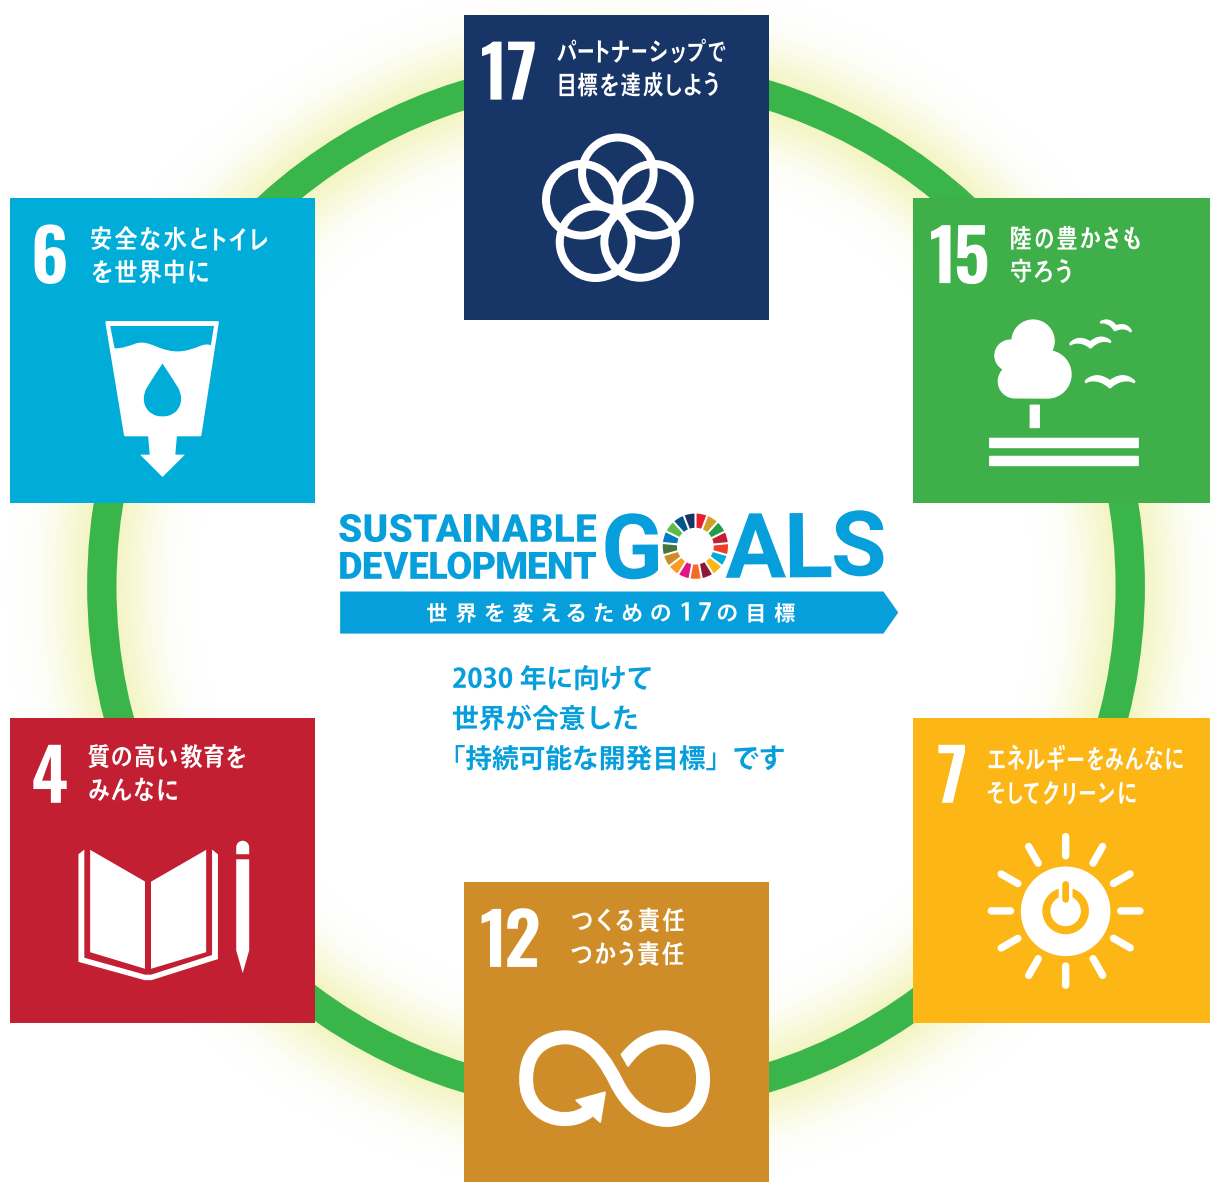 17 パートナーシップで
目標を達成しよう
6 安全な水とトイレ
を世界中に
15 陸の豊かさも
守ろう
SUSTAINABLE
DEVELOPMENT
GOALS
世界を変えるための17の目標
2030 年に向けて
世界が合意した
「持続可能な開発目標」です
4 質の高い教育を
みんなに
7 エネルギーをみんなに
そしてクリーンに
12 つくる責任
つかう責任